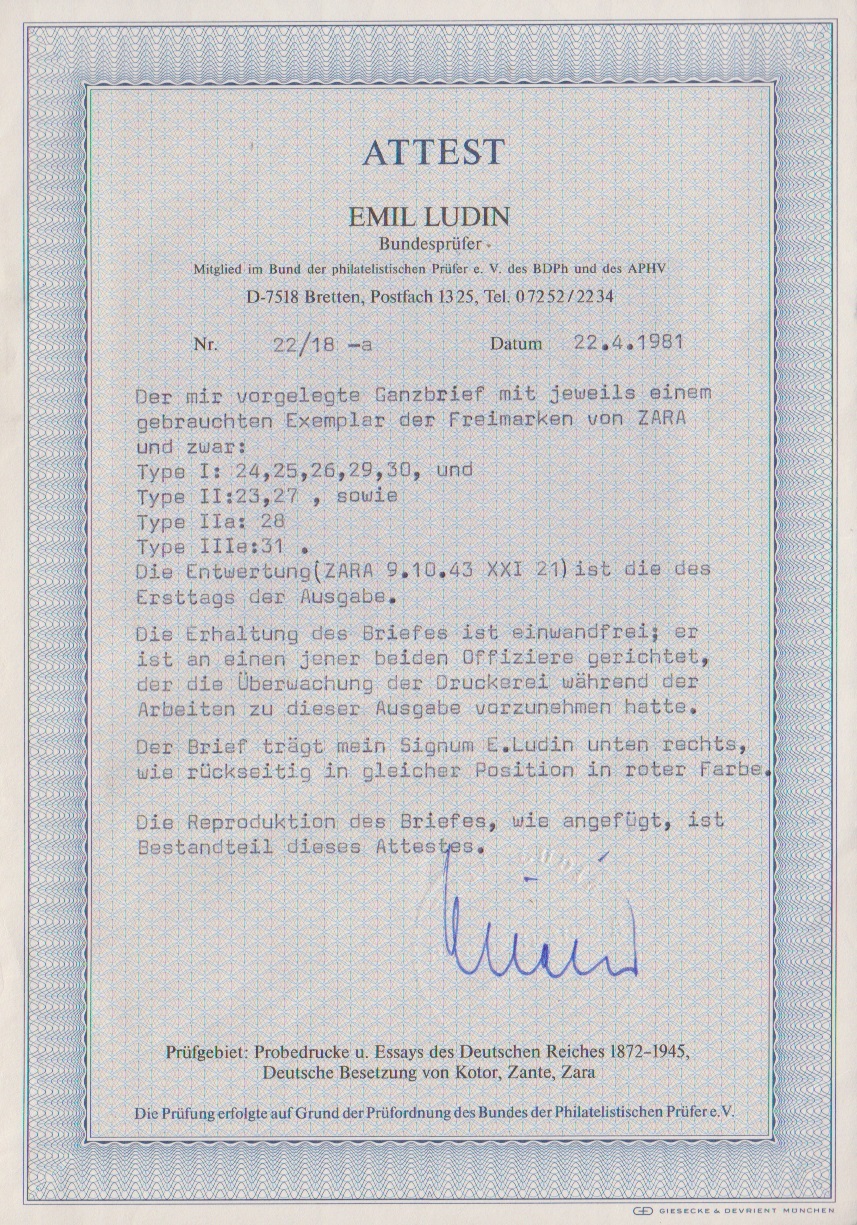 ATTEST
EMIL LUDIN
Bundesprüfer
Mitglied im Bund der philatelistischen Prüfer e. V. des BDPh und des APHV
D-7518 Bretten, Postfach 13 25, Tel. 0 72 52 / 22 34
Nr. 22/18 -a Datum 22.4.1981
Der mir vorgelegte Ganzbrief mit jeweils einem
gebrauchten Exemplar der Freimarken von ZARA
und zwar:
Type I: 24,25,26,29,30, und
Type II:23,27 , sowie
Type IIa: 28
Type IIIe:31 .
Die Entwertung(ZARA 9.10.43 XXI 21)ist die des
Ersttags der Ausgabe.
Die Erhaltung des Briefes ist einwandfrei; er
ist an einen jener beiden Offiziere gerichtet,
der die Überwachung der Druckerei während der
Arbeiten zu dieser Ausgabe vorzunehmen hatte.
Der Brief trägt mein Signum E.Ludin unten rechts,
wie rückseitig in gleicher Position in roter Farbe.
Die Reproduktion des Briefes, wie angefügt, ist
Bestandteil dieses Attestes.
Prüfgebiet: Probedrucke u. Essays des Deutschen Reiches 1872–1945,
Deutsche Besetzung von Kotor, Zante, Zara
Die Prüfung erfolgte auf Grund der Prüfordnung des Bundes der Philatelistischen Prüfer e.V.
GIESECKE & DEVRIENT MÜNCHEN